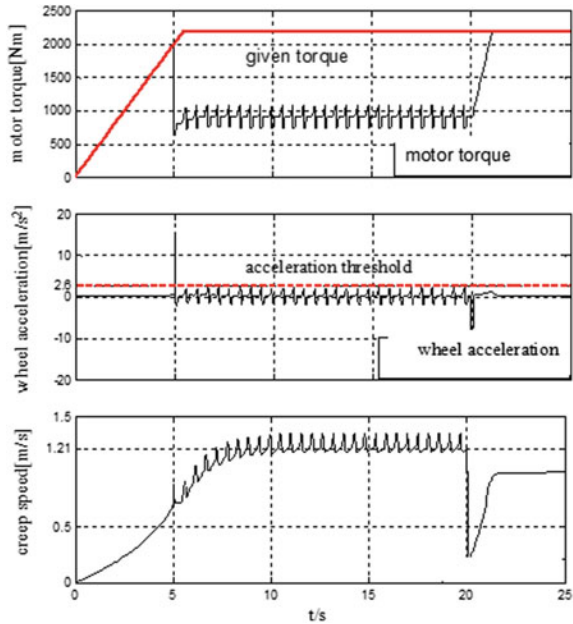 2500
2000
1500
1000
500
0
motor torque[Nm]
given torque
motor torque
20
10
2.6
0
-10
-20
wheel acceleration[m/s²]
acceleration threshold
wheel acceleration
1.5
1.21
0.5
0
creep speed[m/s]
0 5 10 15 20 25
t/s